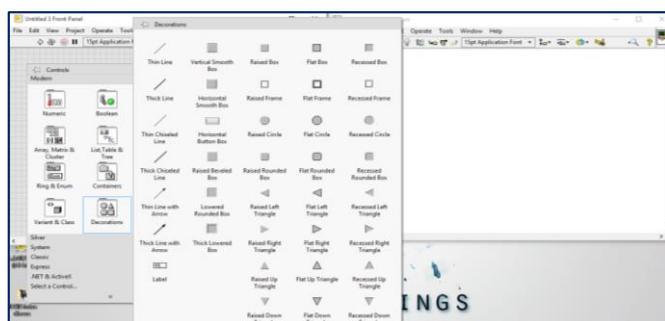 Untitled 3 Front Panel
File Edit View Project Operate Tools
15pt Application F
Controls
Modern
Numeric
Boolean
Array, Matrix & Cluster
List, Table & Tree
Ring & Enum
Containers
Variant & Class
Decorations
Silver
System
Classic
Express
.NET & ActiveX
Select a Control...
Decorations
Thin Line
Vertical Smooth Box
Raised Box
Flat Box
Recessed Box
Thick Line
Horizontal Smooth Box
Raised Frame
Flat Frame
Recessed Frame
Thin Chiseled Line
Horizontal Button Box
Raised Circle
Flat Circle
Recessed Circle
Thick Chiseled Line
Raised Beveled Box
Raised Rounded Box
Flat Rounded Box
Recessed Rounded Box
Thin Line with Arrow
Lowered Rounded Box
Raised Left Triangle
Flat Left Triangle
Recessed Left Triangle
Thick Line with Arrow
Thick Lowered Box
Raised Right Triangle
Flat Right Triangle
Recessed Right Triangle
Label
Raised Up Triangle
Flat Up Triangle
Recessed Up Triangle
Raised Down
Flat Down
Recessed Down
Operate Tools Window Help
15pt Application Font
INGS